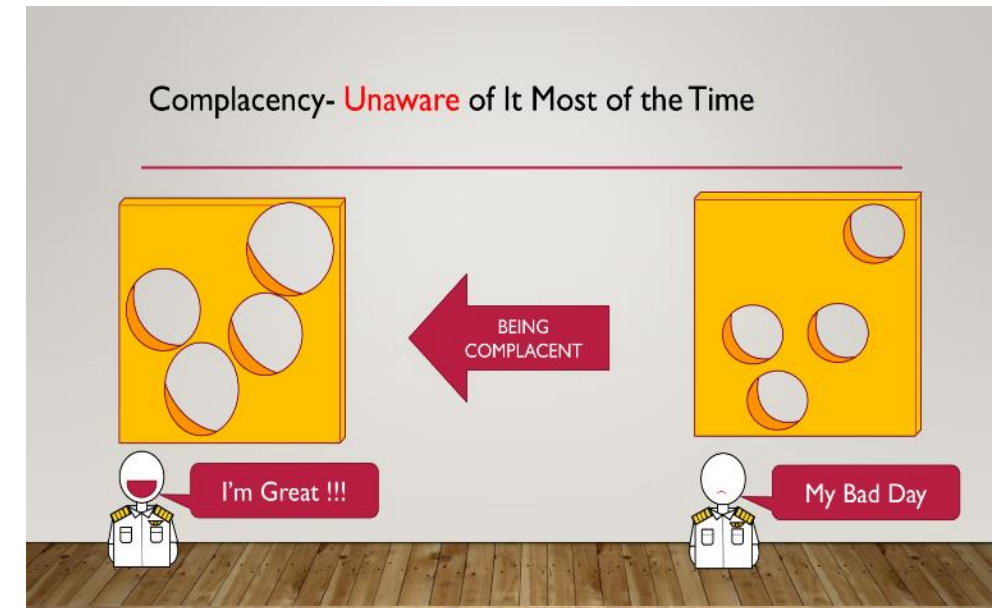 Complacency- Unaware of It Most of the Time
BEING
COMPLACENT
I'm Great !!!
My Bad Day